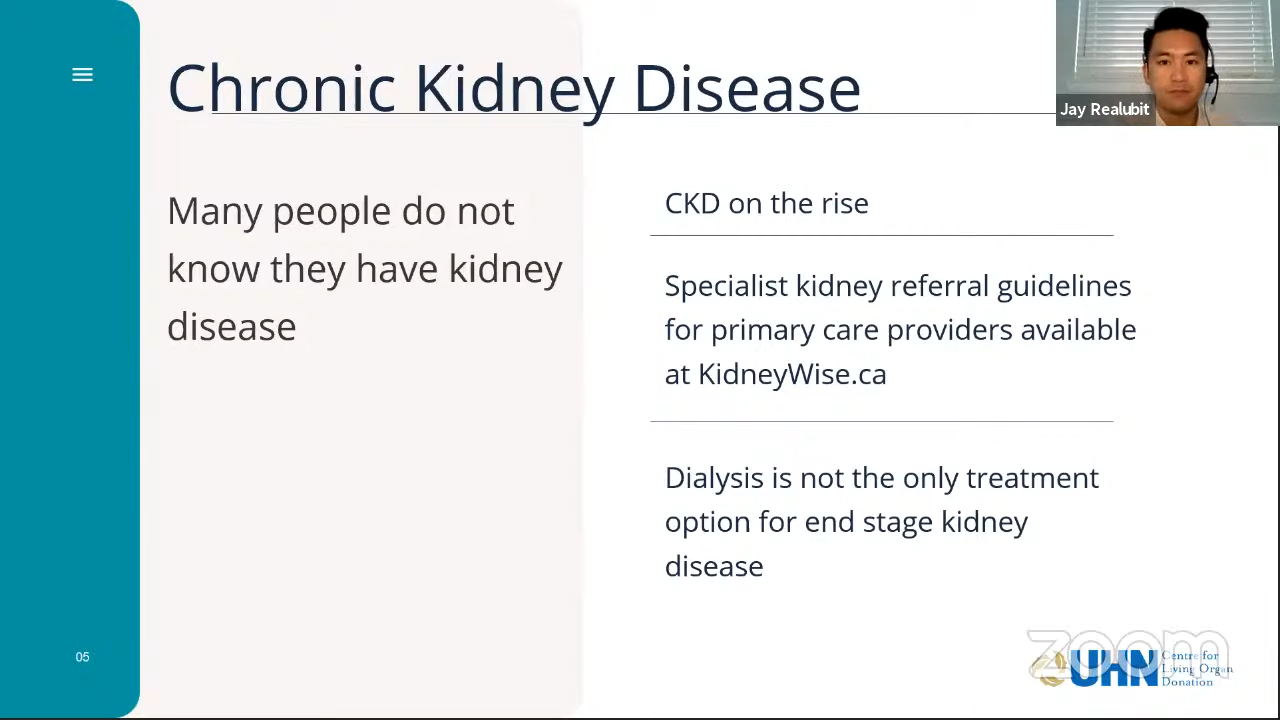 Chronic Kidney Disease
Jay Realubit
Many people do not
know they have kidney
disease
CKD on the rise
Specialist kidney referral guidelines
for primary care providers available
at KidneyWise.ca
Dialysis is not the only treatment
option for end stage kidney
disease
05
zoom
UHN
Centre for
Living Organ
Donation